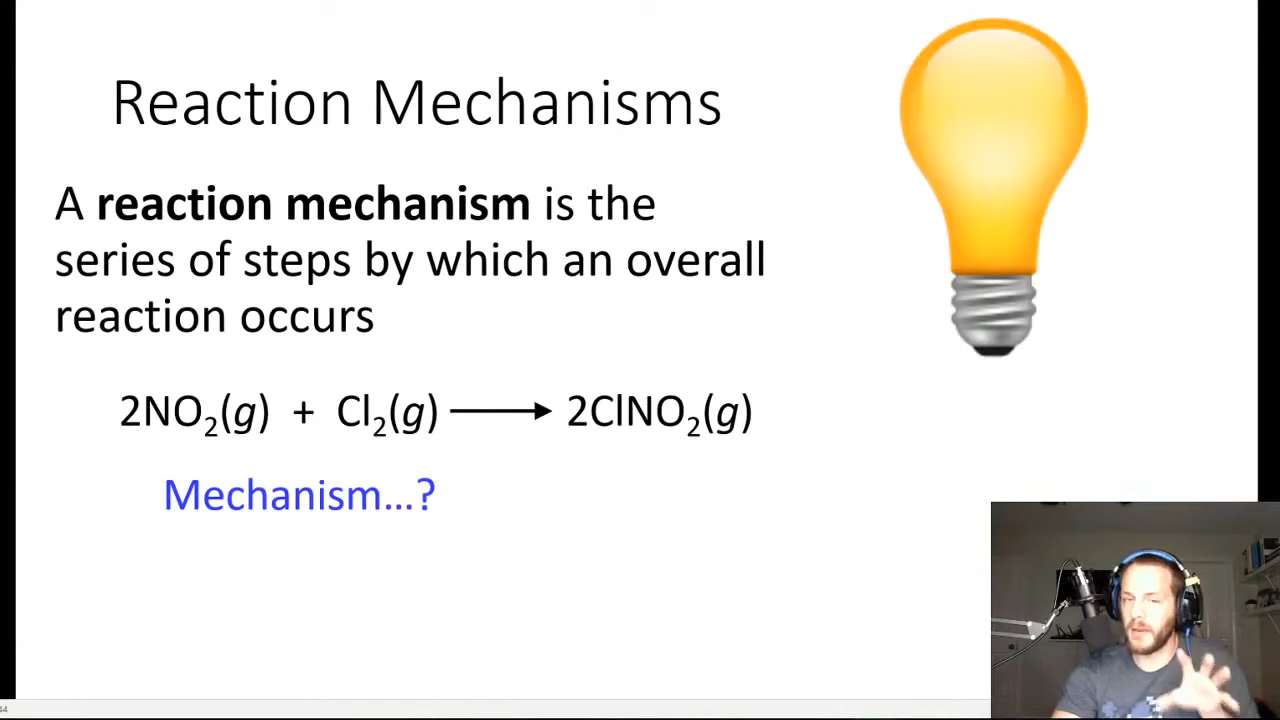 Reaction Mechanisms
A reaction mechanism is the
series of steps by which an overall
reaction occurs
2NO₂(g) + Cl₂(g) ⟶ 2ClNO₂(g)
Mechanism...?
44